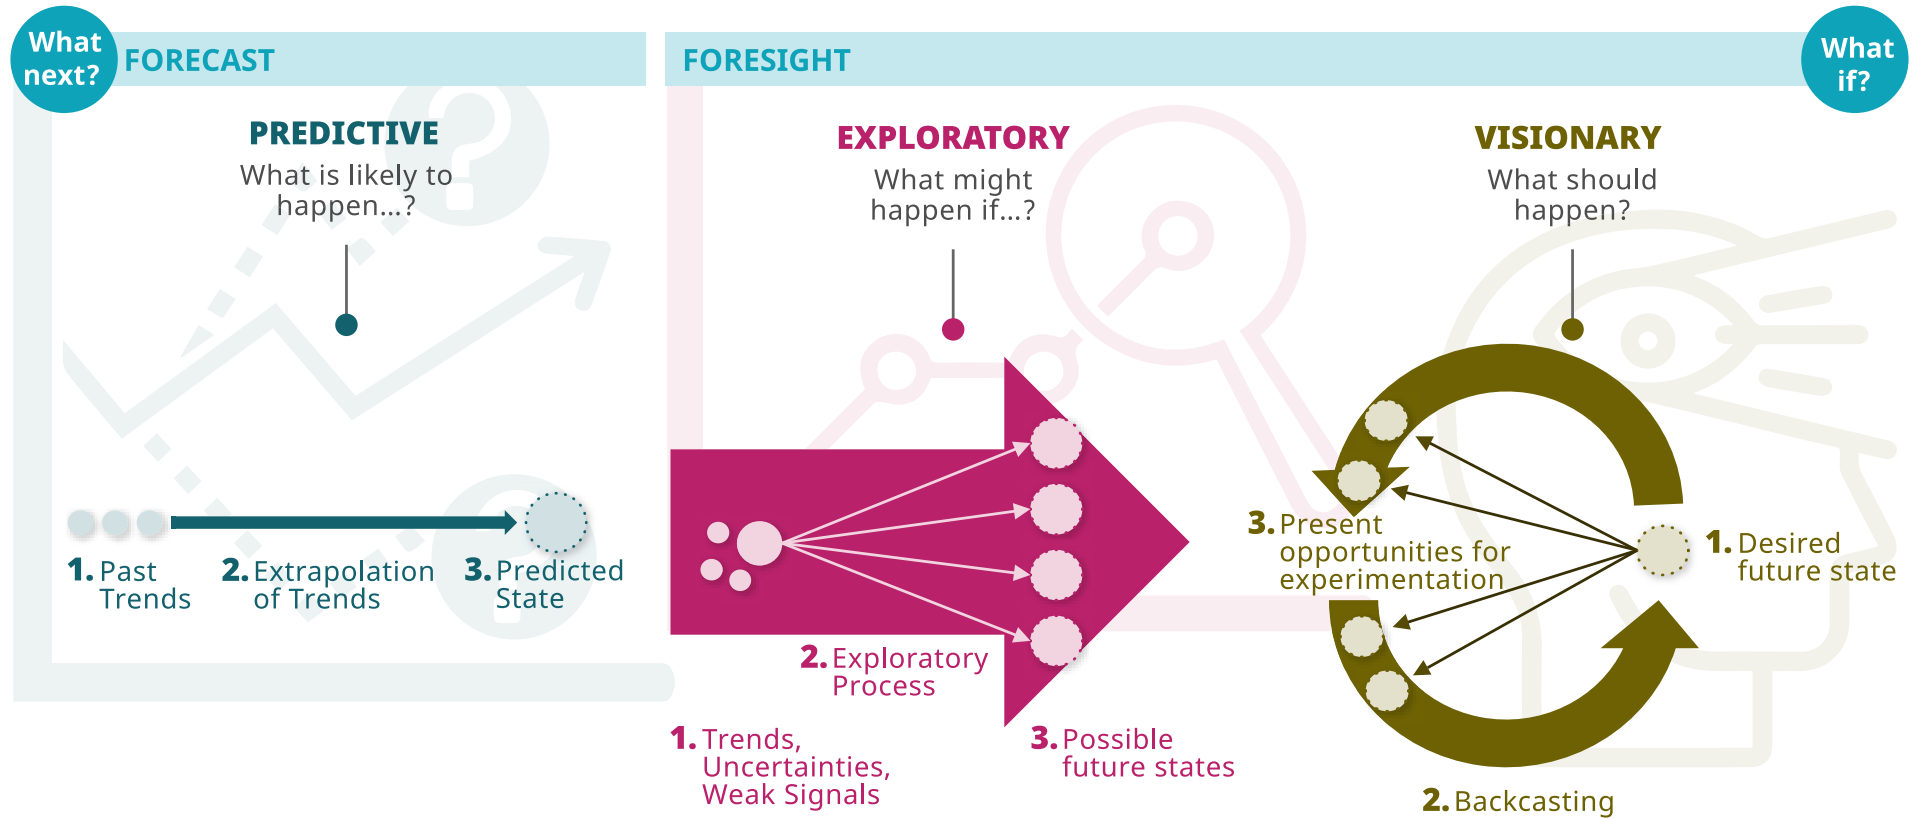 What
next?
FORECAST
FORESIGHT
What
if?
PREDICTIVE
What is likely to
happen...?
1. Past
Trends
2. Extrapolation
of Trends
3. Predicted
State
EXPLORATORY
What might
happen if...?
2. Exploratory
Process
1. Trends,
Uncertainties,
Weak Signals
3. Possible
future states
VISIONARY
What should
happen?
3. Present
opportunities for
experimentation
1. Desired
future state
2. Backcasting